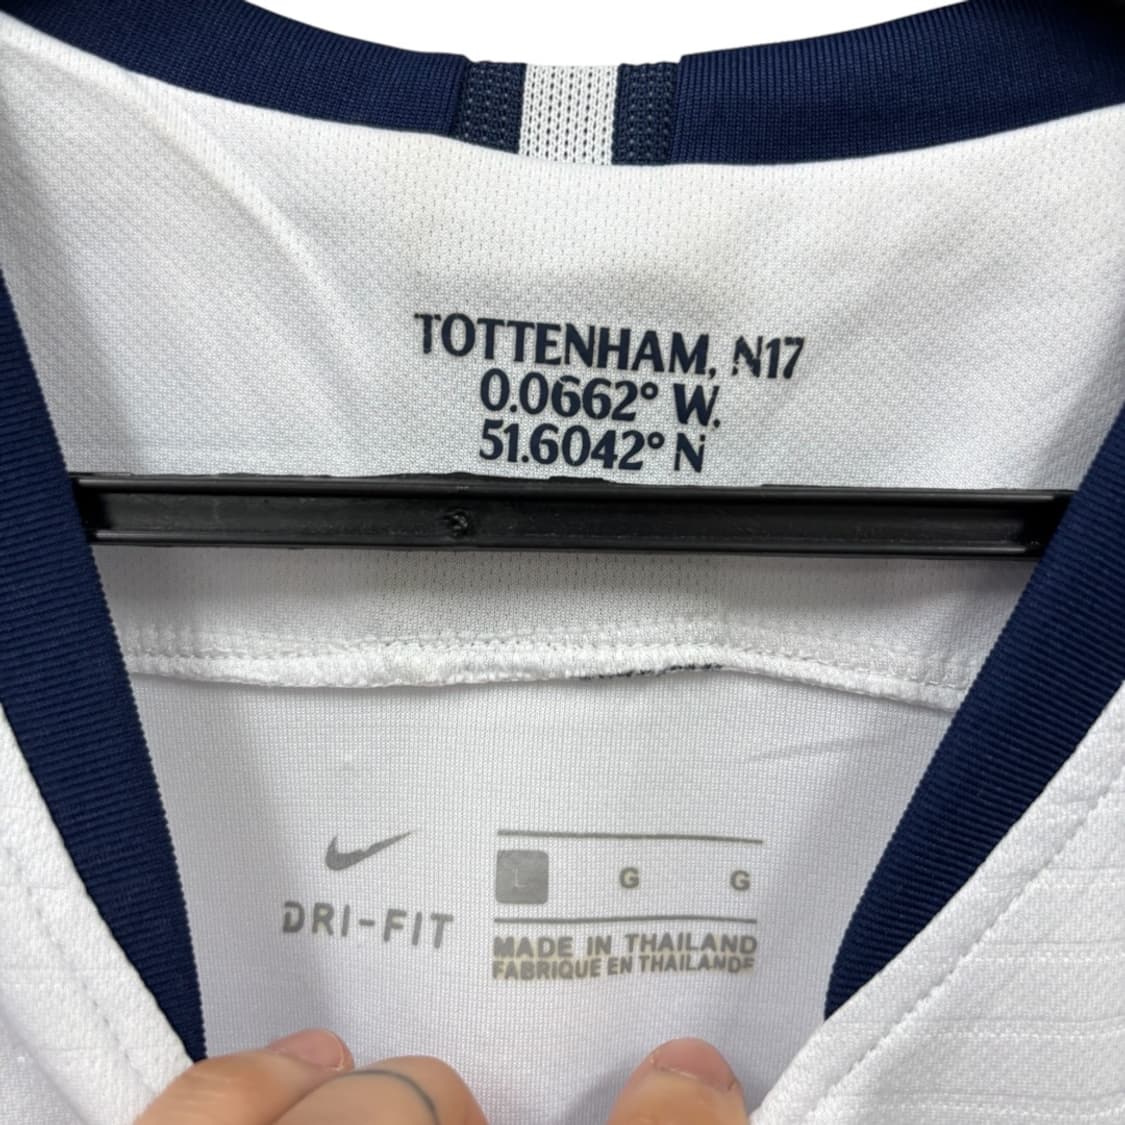 TOTTENHAM, N17
0.0662° W.
51.6042° N
DRI-FIT
L G G
MADE IN THAILAND
FABRIQUE EN THAILANDE